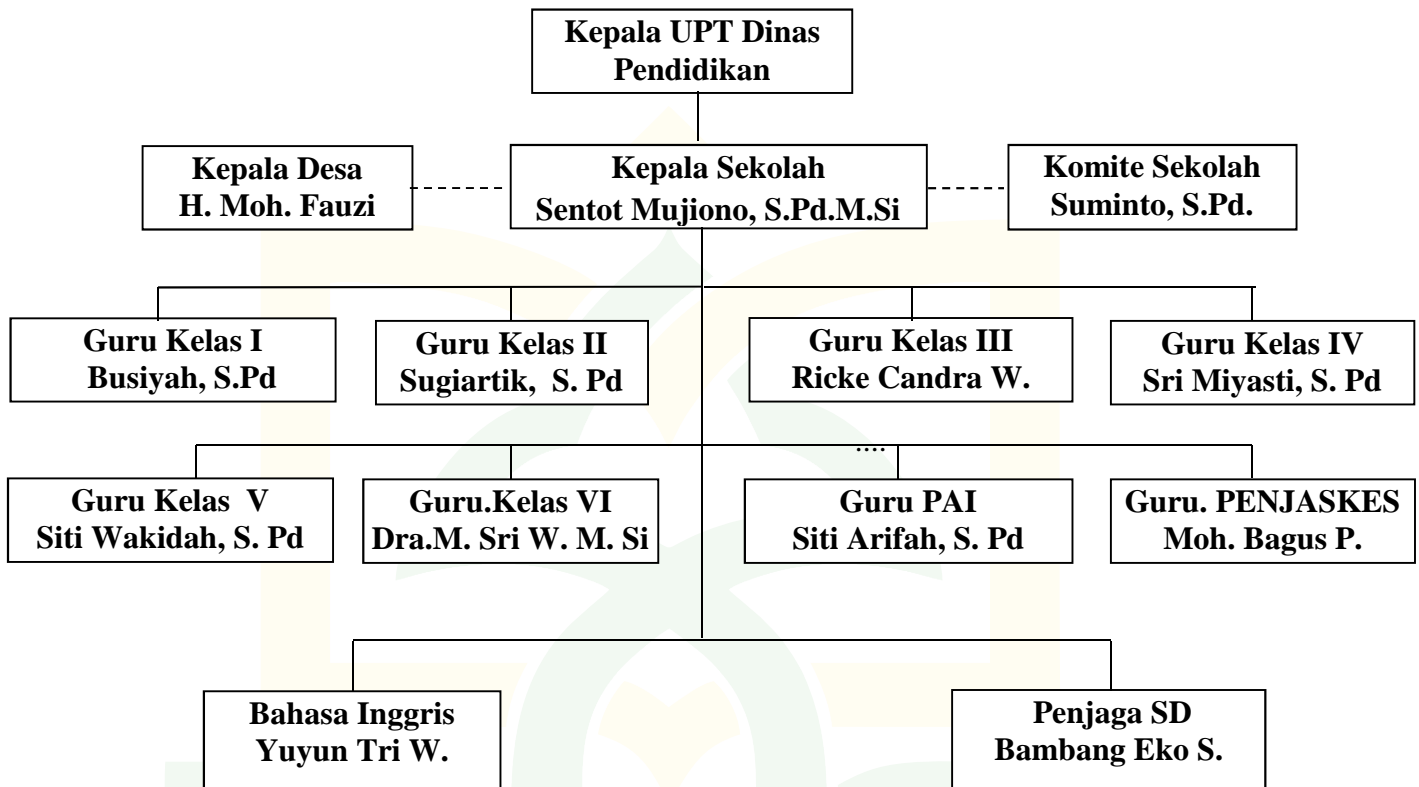 Kepala UPT Dinas
Pendidikan
Kepala Desa
H. Moh. Fauzi
Kepala Sekolah
Sentot Mujiono, S.Pd.M.Si
Komite Sekolah
Suminto, S.Pd.
Guru Kelas I
Busiyah, S.Pd
Guru Kelas II
Sugiartik, S. Pd
Guru Kelas III
Ricke Candra W.
Guru Kelas IV
Sri Miyasti, S. Pd
....
Guru Kelas V
Siti Wakidah, S. Pd
Guru.Kelas VI
Dra.M. Sri W. M. Si
Guru PAI
Siti Arifah, S. Pd
Guru. PENJASKES
Moh. Bagus P.
Bahasa Inggris
Yuyun Tri W.
Penjaga SD
Bambang Eko S.